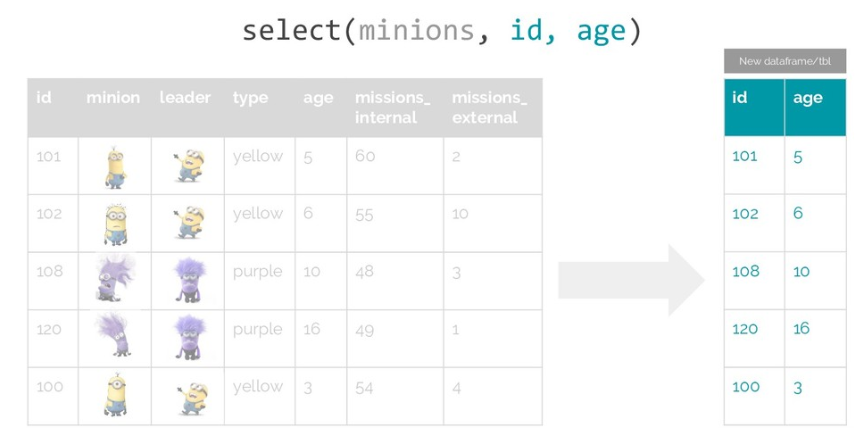 select(minions, id, age)
New dataframe/tbl
id minion leader type age missions_ missions_
internal external
101 yellow 5 60 2
102 yellow 6 55 10
108 purple 10 48 3
120 purple 16 49 1
100 yellow 3 54 4
id age
101 5
102 6
108 10
120 16
100 3